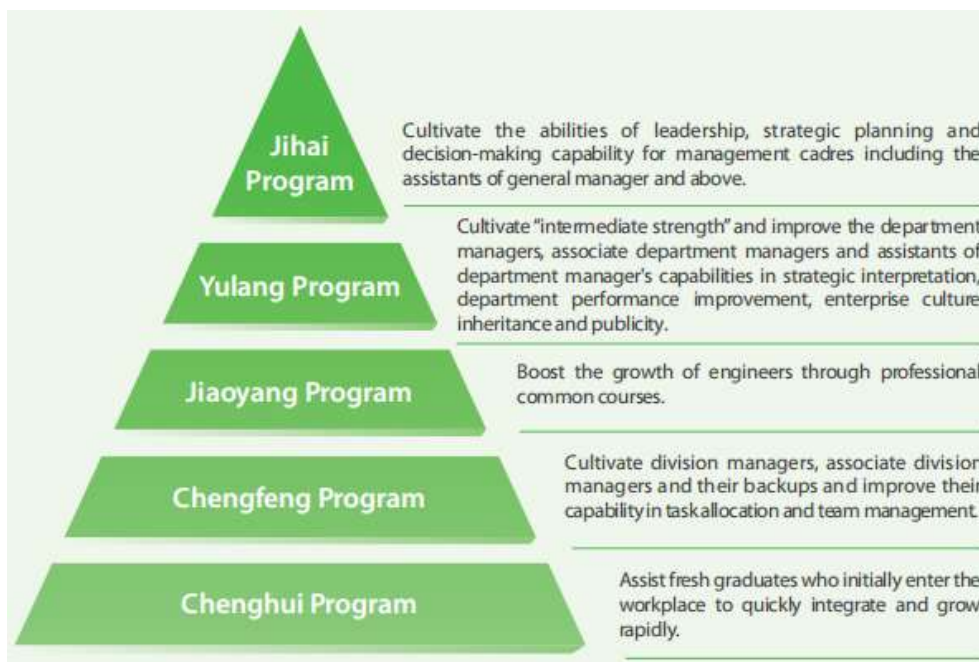 Jihai
Program
Cultivate the abilities of leadership, strategic planning and
decision-making capability for management cadres including the
assistants of general manager and above.
Yulang Program
Cultivate “intermediate strength” and improve the department
managers, associate department managers and assistants of
department manager's capabilities in strategic interpretation,
department performance improvement, enterprise culture
inheritance and publicity.
Jiaoyang Program
Boost the growth of engineers through professional
common courses.
Chengfeng Program
Cultivate division managers, associate division
managers and their backups and improve their
capability in task allocation and team management.
Chenghui Program
Assist fresh graduates who initially enter the
workplace to quickly integrate and grow
rapidly.